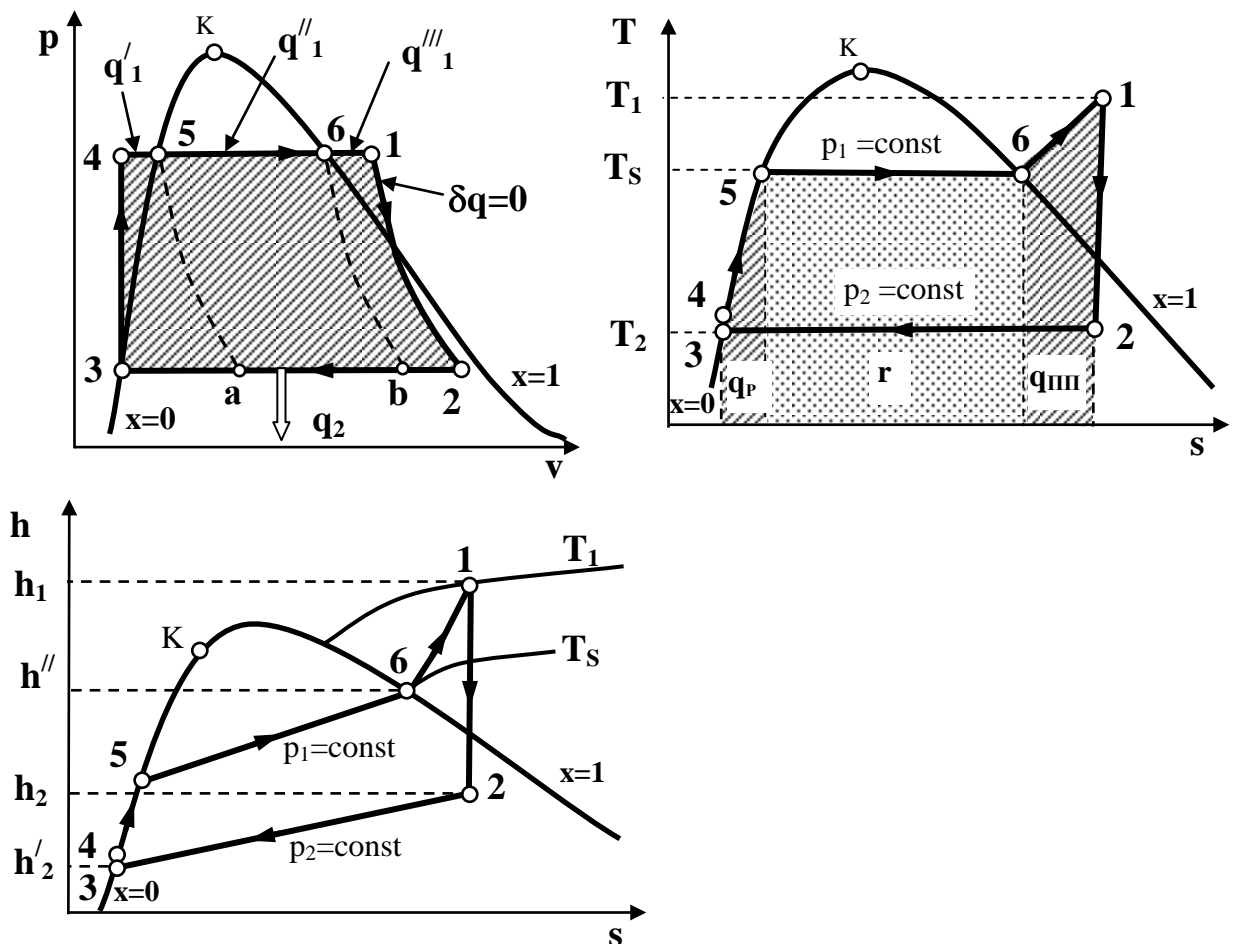 p
K
q/1
q//1
q///1
5
6
4
1
δq=0
3
a
b
2
x=0
q2
x=1
v
T
K
T1
1
6
p1 =const
TS
5
4
p2 =const
x=1
T2
3
2
x=0
qР
r
qПП
s
h
1
T1
h1
K
TS
6
h//
5
p1=const
x=1
h2
2
4
p2=const
h/2
3
x=0
s